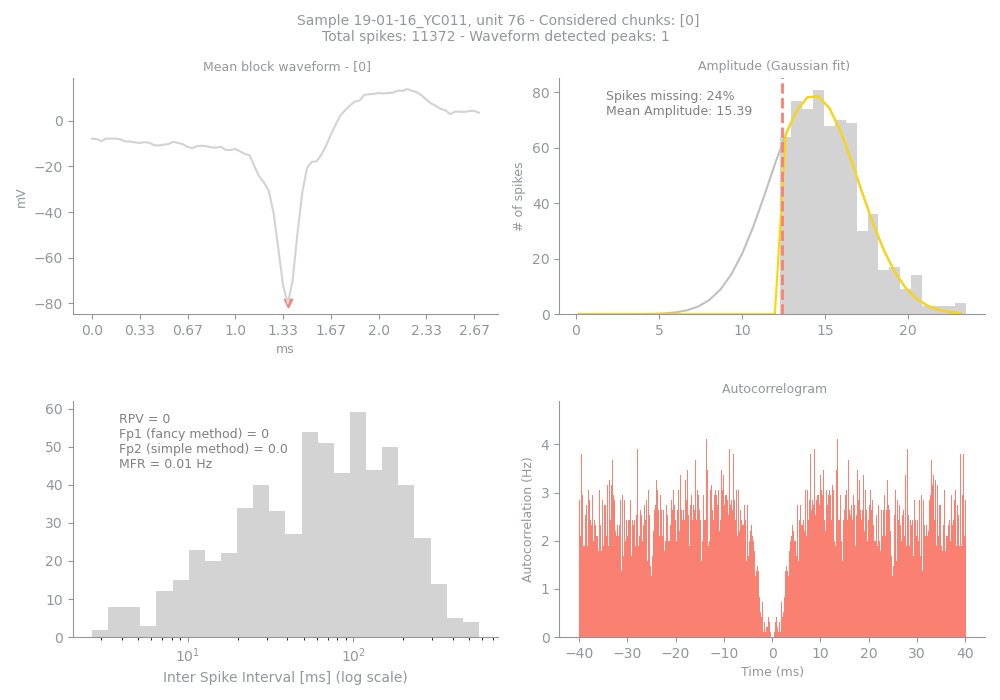 Sample 19-01-16_YC011, unit 76 - Considered chunks: [0]
Total spikes: 11372 - Waveform detected peaks: 1
Mean block waveform - [0]
mV
0
−20
−40
−60
−80
0.0 0.33 0.67 1.0 1.33 1.67 2.0 2.33 2.67
ms
Amplitude (Gaussian fit)
Spikes missing: 24%
Mean Amplitude: 15.39
# of spikes
80
60
40
20
0
0 5 10 15 20
RPV = 0
Fp1 (fancy method) = 0
Fp2 (simple method) = 0.0
MFR = 0.01 Hz
60
50
40
30
20
10
0
10¹ 10²
Inter Spike Interval [ms] (log scale)
Autocorrelogram
Autocorrelation (Hz)
4
3
2
1
0
−40 −30 −20 −10 0 10 20 30 40
Time (ms)